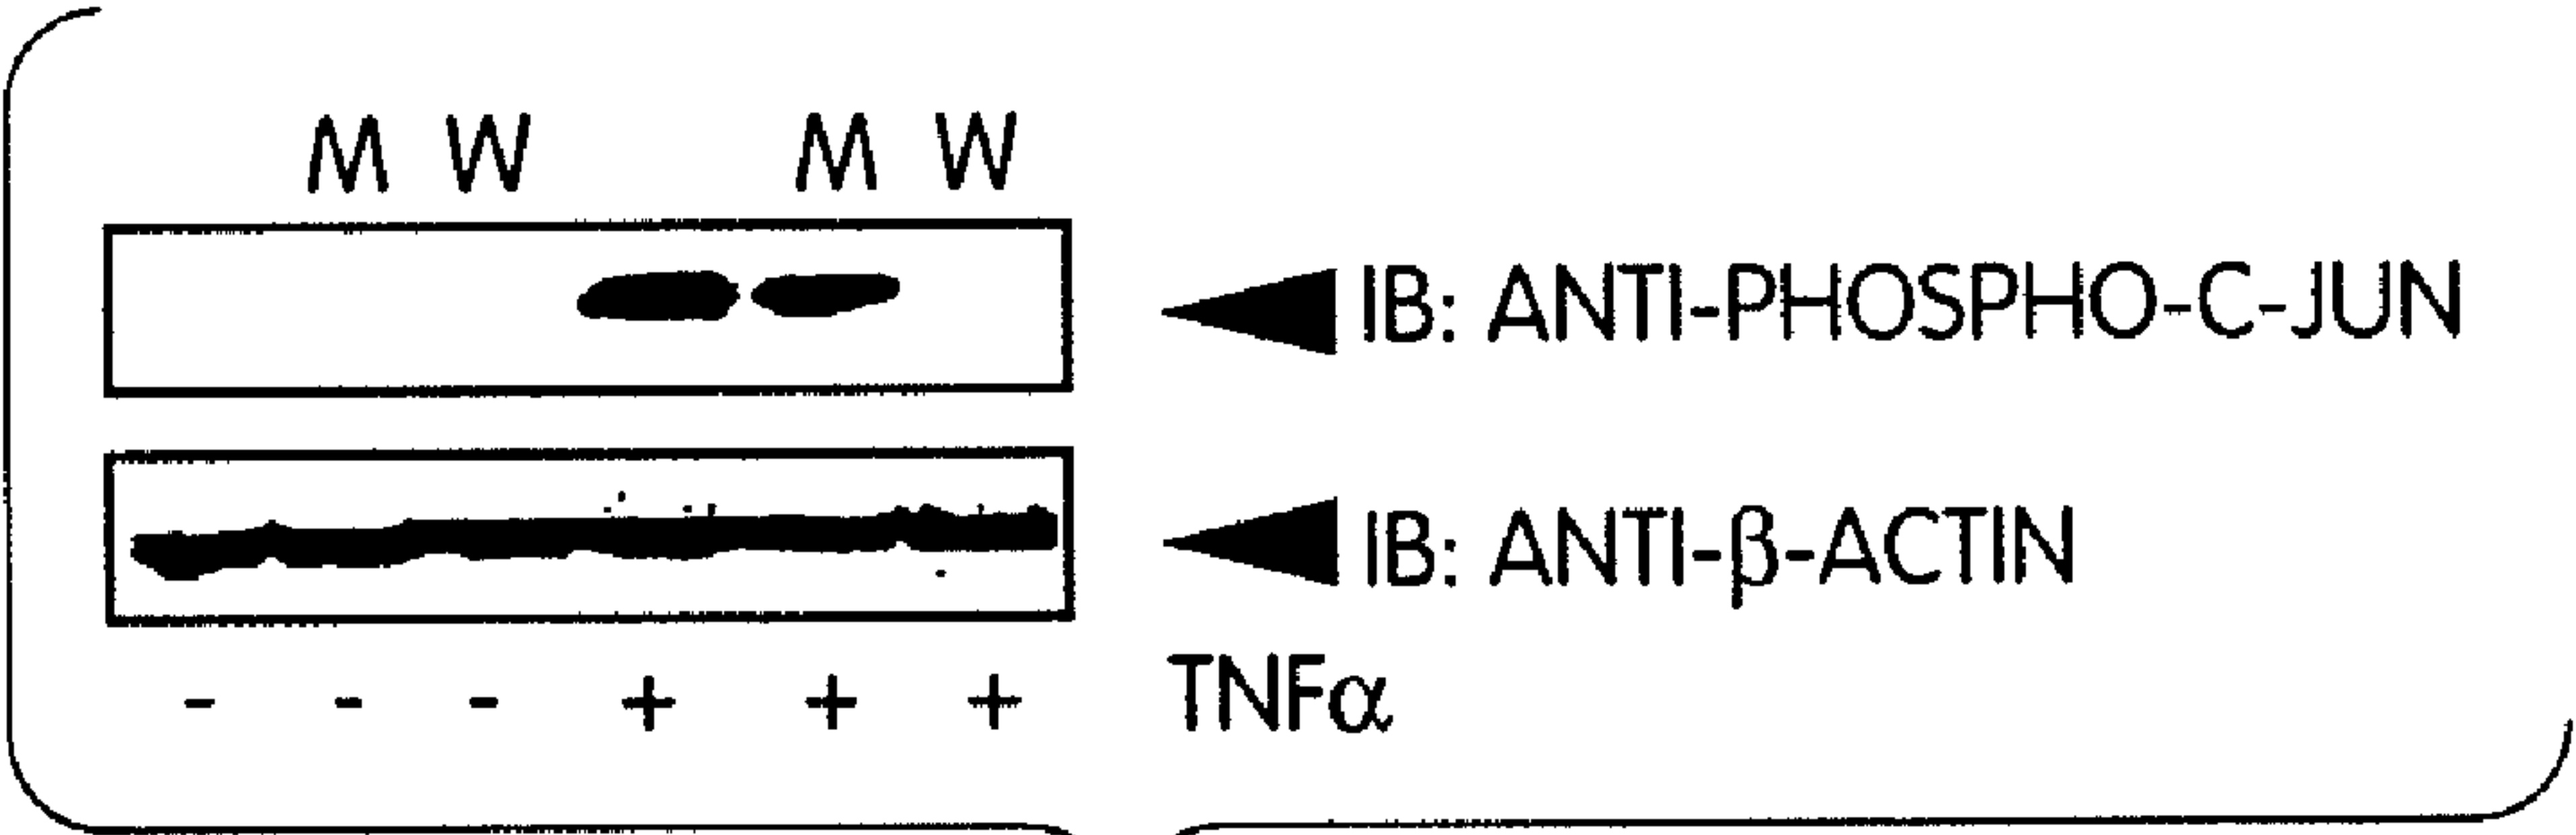 M W M W
IB: ANTI-PHOSPHO-C-JUN
IB: ANTI-β-ACTIN
- - - + + + TNFα